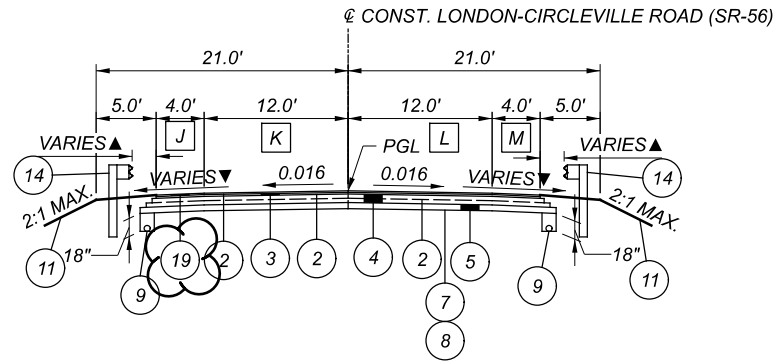 ℄ CONST. LONDON-CIRCLEVILLE ROAD (SR-56)
21.0' 21.0'
5.0' 4.0' 12.0' 12.0' 4.0' 5.0'
J K L M
VARIES▲ PGL VARIES▲
14 VARIES▼ 0.016 0.016 VARIES▼ 14
2:1 MAX. 2:1 MAX.
11 18" 19 2 3 2 4 2 5 18" 11
9 7 9
8